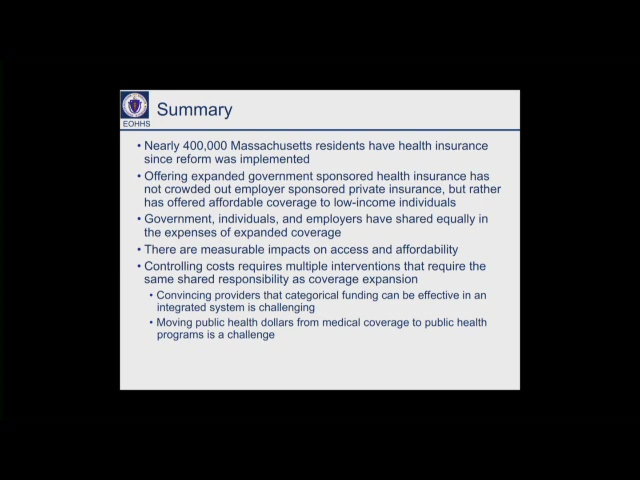 Summary
EOHHS
• Nearly 400,000 Massachusetts residents have health insurance
since reform was implemented
• Offering expanded government sponsored health insurance has
not crowded out employer sponsored private insurance, but rather
has offered affordable coverage to low-income individuals
• Government, individuals, and employers have shared equally in
the expenses of expanded coverage
• There are measurable impacts on access and affordability
• Controlling costs requires multiple interventions that require the
same shared responsibility as coverage expansion
• Convincing providers that categorical funding can be effective in an
integrated system is challenging
• Moving public health dollars from medical coverage to public health
programs is a challenge